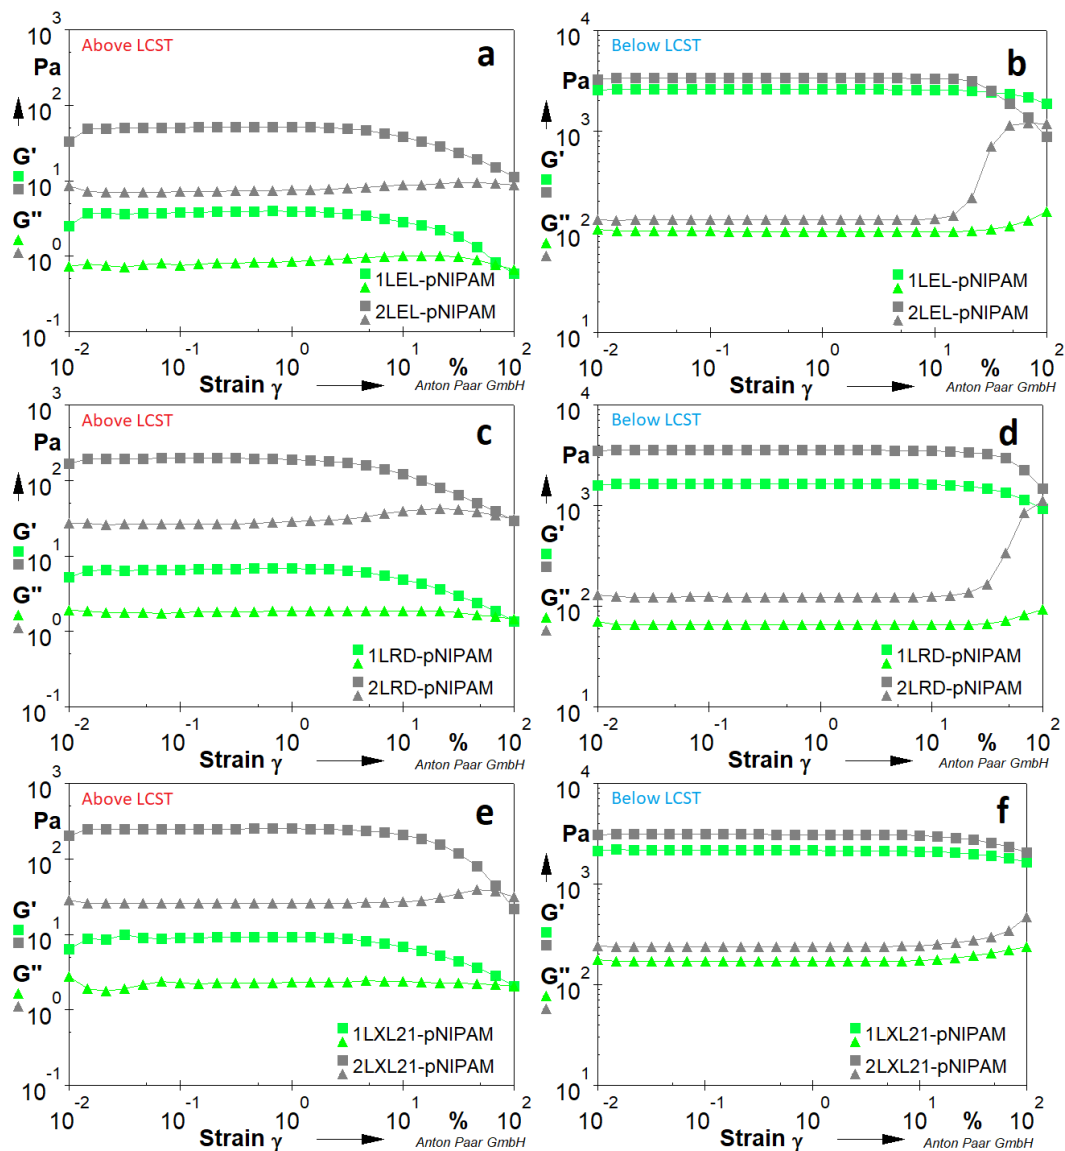 Above LCST
a
10^3
Pa
10^2
G'
10^1
G''
10^0
10^-1
1LEL-pNIPAM
2LEL-pNIPAM
10^-2 10^-1 10^0 10^1 % 10^2
Strain γ
Anton Paar GmbH
Below LCST
b
10^4
Pa
10^3
G'
10^2
G''
10^1
1LEL-pNIPAM
2LEL-pNIPAM
10^-2 10^-1 10^0 10^1 % 10^2
Strain γ
Anton Paar GmbH
Above LCST
c
10^3
Pa
10^2
G'
10^1
G''
10^0
10^-1
1LRD-pNIPAM
2LRD-pNIPAM
10^-2 10^-1 10^0 10^1 % 10^2
Strain γ
Anton Paar GmbH
Below LCST
d
10^4
Pa
10^3
G'
10^2
G''
10^1
1LRD-pNIPAM
2LRD-pNIPAM
10^-2 10^-1 10^0 10^1 % 10^2
Strain γ
Anton Paar GmbH
Above LCST
e
10^3
Pa
10^2
G'
10^1
G''
10^0
10^-1
1LXL21-pNIPAM
2LXL21-pNIPAM
10^-2 10^-1 10^0 10^1 % 10^2
Strain γ
Anton Paar GmbH
Below LCST
f
10^4
Pa
10^3
G'
10^2
G''
10^1
1LXL21-pNIPAM
2LXL21-pNIPAM
10^-2 10^-1 10^0 10^1 % 10^2
Strain γ
Anton Paar GmbH